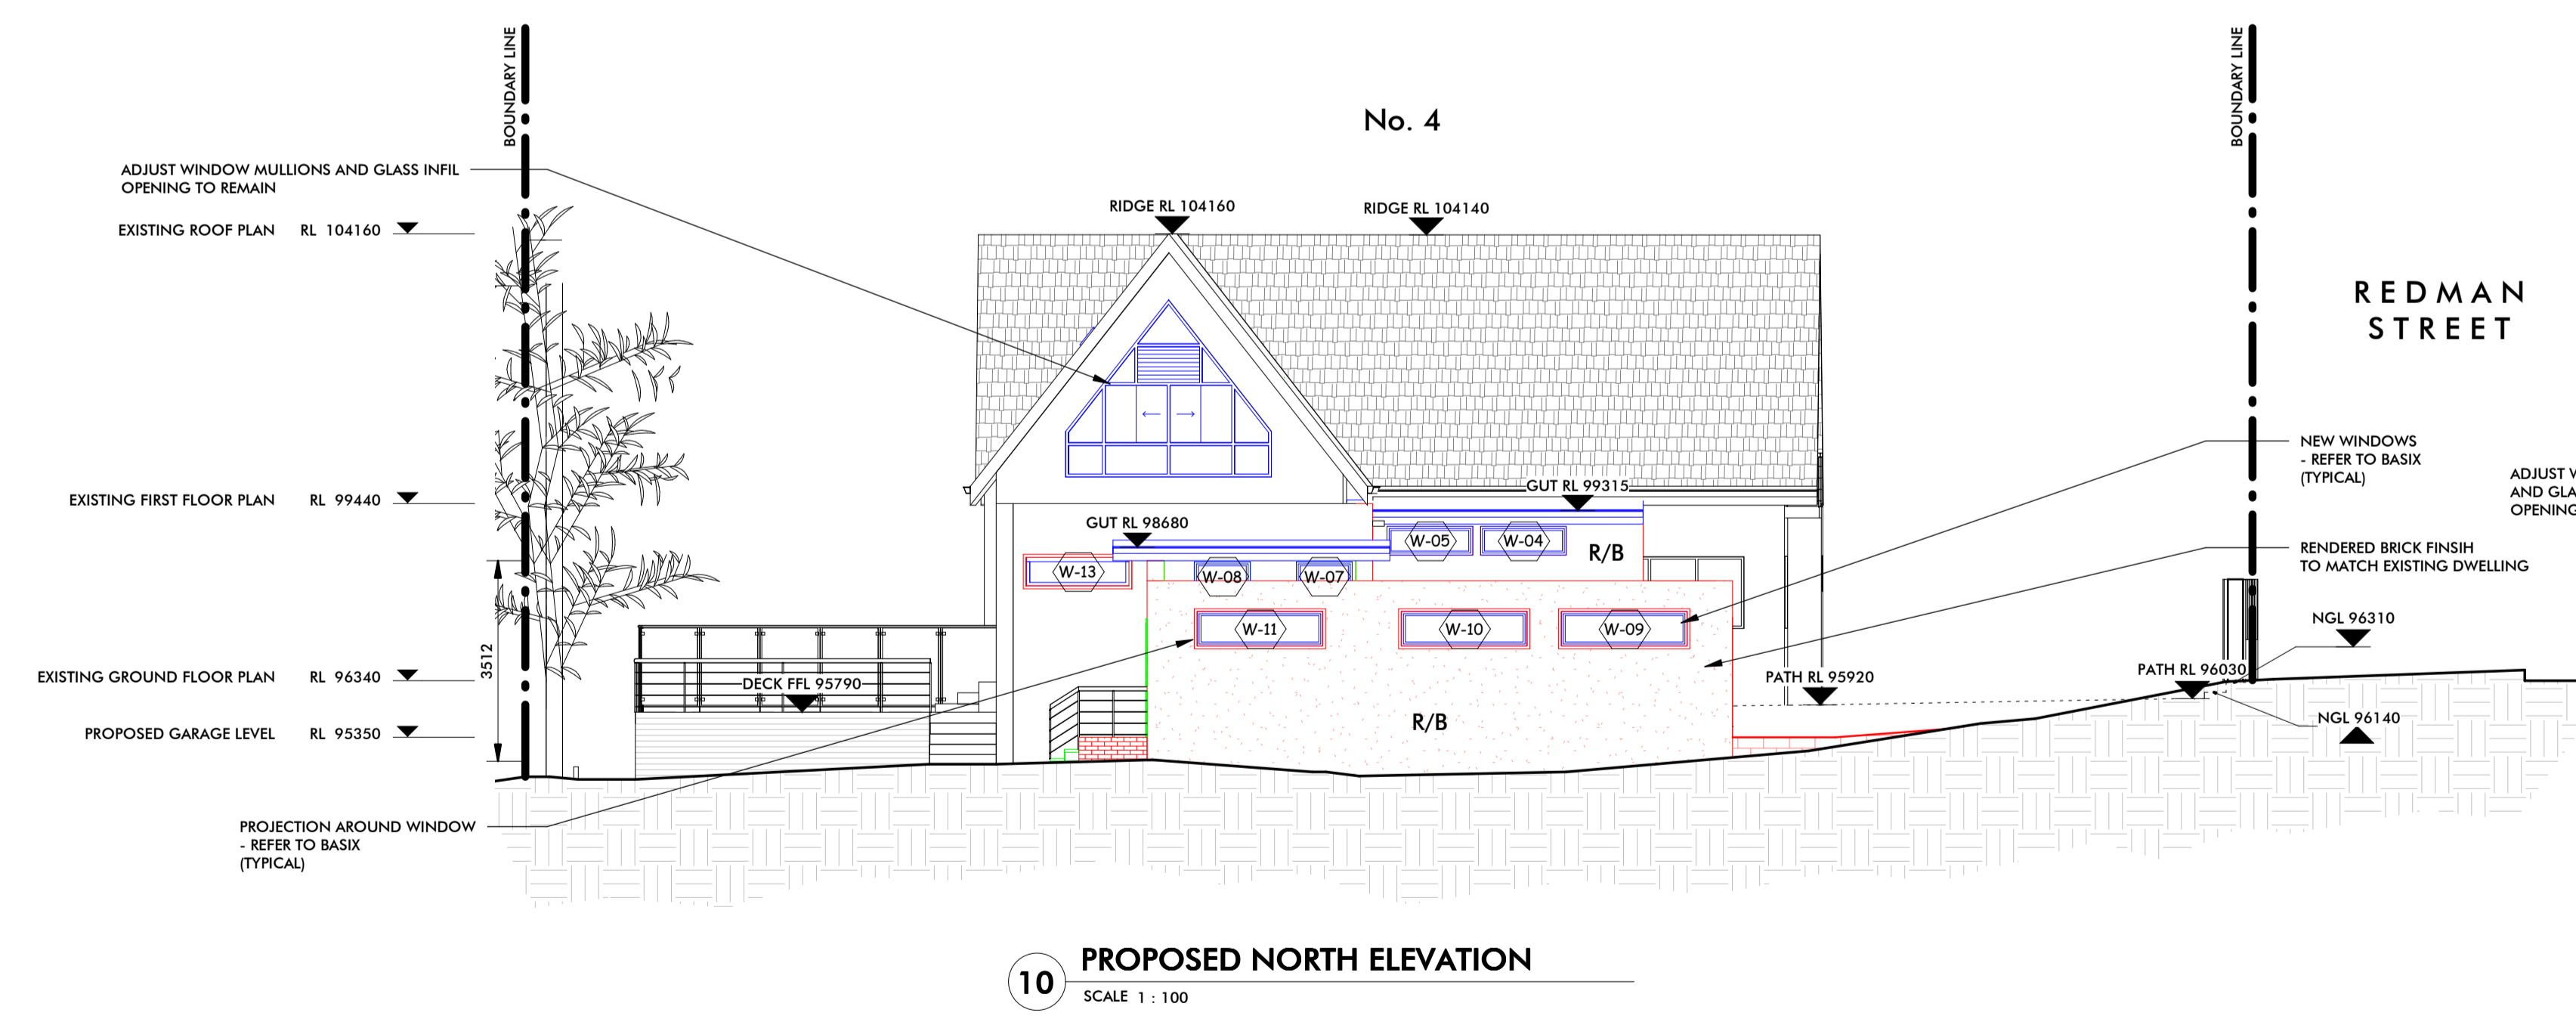 BOUNDARY LINE
BOUNDARY LINE
No. 4
ADJUST WINDOW MULLIONS AND GLASS INFIL
OPENING TO REMAIN
RIDGE RL 104160
RIDGE RL 104140
EXISTING ROOF PLAN RL 104160
REDMAN
STREET
NEW WINDOWS
- REFER TO BASIX
(TYPICAL)
ADJUST
AND
OPENING
GUT RL 99315
EXISTING FIRST FLOOR PLAN RL 99440
GUT RL 98680
W-05
W-04
R/B
RENDERED BRICK FINSIH
TO MATCH EXISTING DWELLING
W-13
W-08
W-07
NGL 96310
W-11
W-10
W-09
3512
EXISTING GROUND FLOOR PLAN RL 96340
DECK FFL 95790
PATH RL 95920
PATH RL 96030
NGL 96140
R/B
PROPOSED GARAGE LEVEL RL 95350
PROJECTION AROUND WINDOW
- REFER TO BASIX
(TYPICAL)
10
PROPOSED NORTH ELEVATION
SCALE 1 : 100